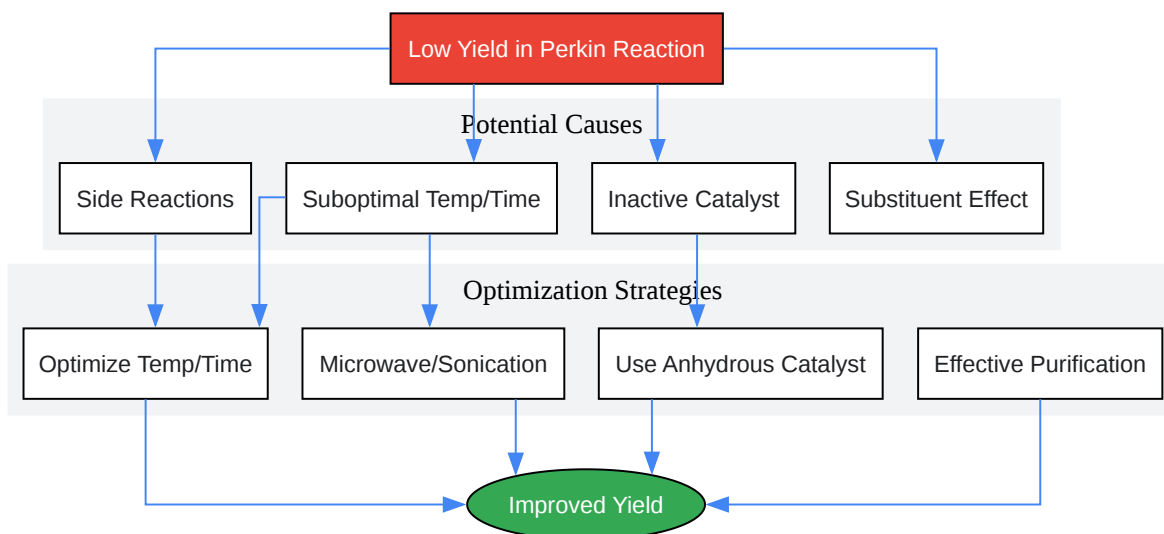 Low Yield in Perkin Reaction
Potential Causes
Side Reactions
Suboptimal Temp/Time
Inactive Catalyst
Substituent Effect
Optimization Strategies
Optimize Temp/Time
Microwave/Sonication
Use Anhydrous Catalyst
Effective Purification
Improved Yield